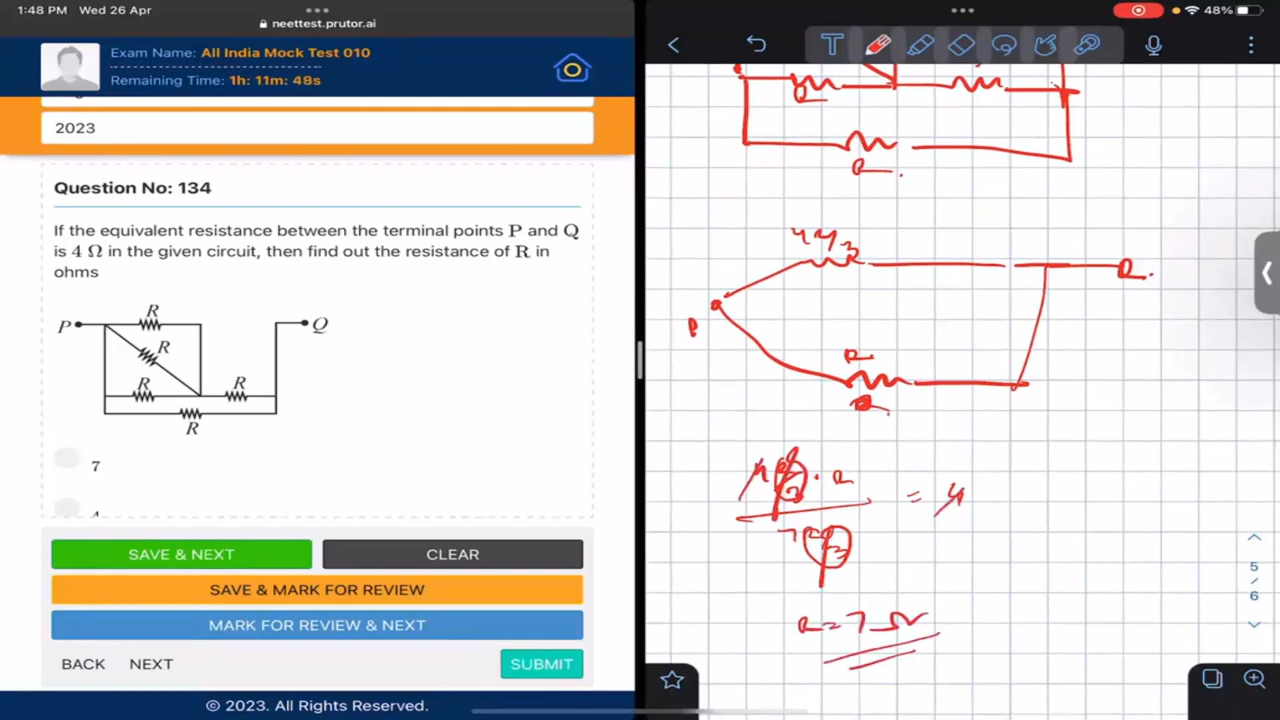 1:48 PM Wed 26 Apr
neettest.prutor.ai
Exam Name: All India Mock Test 010
Remaining Time: 1h: 11m: 48s
2023
Question No: 134
If the equivalent resistance between the terminal points P and Q
is 4 Ω in the given circuit, then find out the resistance of R in
ohms
P
R
R
R
R
R
Q
7
SAVE & NEXT
CLEAR
SAVE & MARK FOR REVIEW
MARK FOR REVIEW & NEXT
BACK
NEXT
SUBMIT
© 2023. All Rights Reserved.
48%
T
R
R
P
R
R
= 4
R = 7 Ω
5
/
6